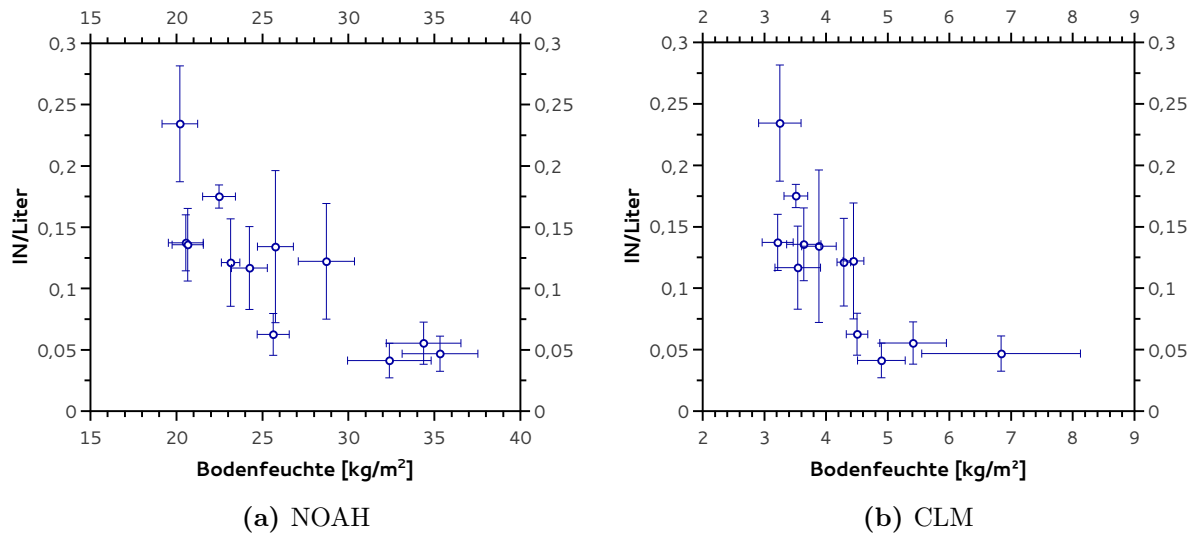 15 20 25 30 35 40
0,3 0,3
0,25 0,25
0,2 0,2
0,15 0,15
0,1 0,1
0,05 0,05
0 0
15 20 25 30 35 40
IN/Liter
Bodenfeuchte [kg/m²]
(a) NOAH
2 3 4 5 6 7 8 9
0,3 0,3
0,25 0,25
0,2 0,2
0,15 0,15
0,1 0,1
0,05 0,05
0 0
2 3 4 5 6 7 8 9
IN/Liter
Bodenfeuchte [kg/m²]
(b) CLM